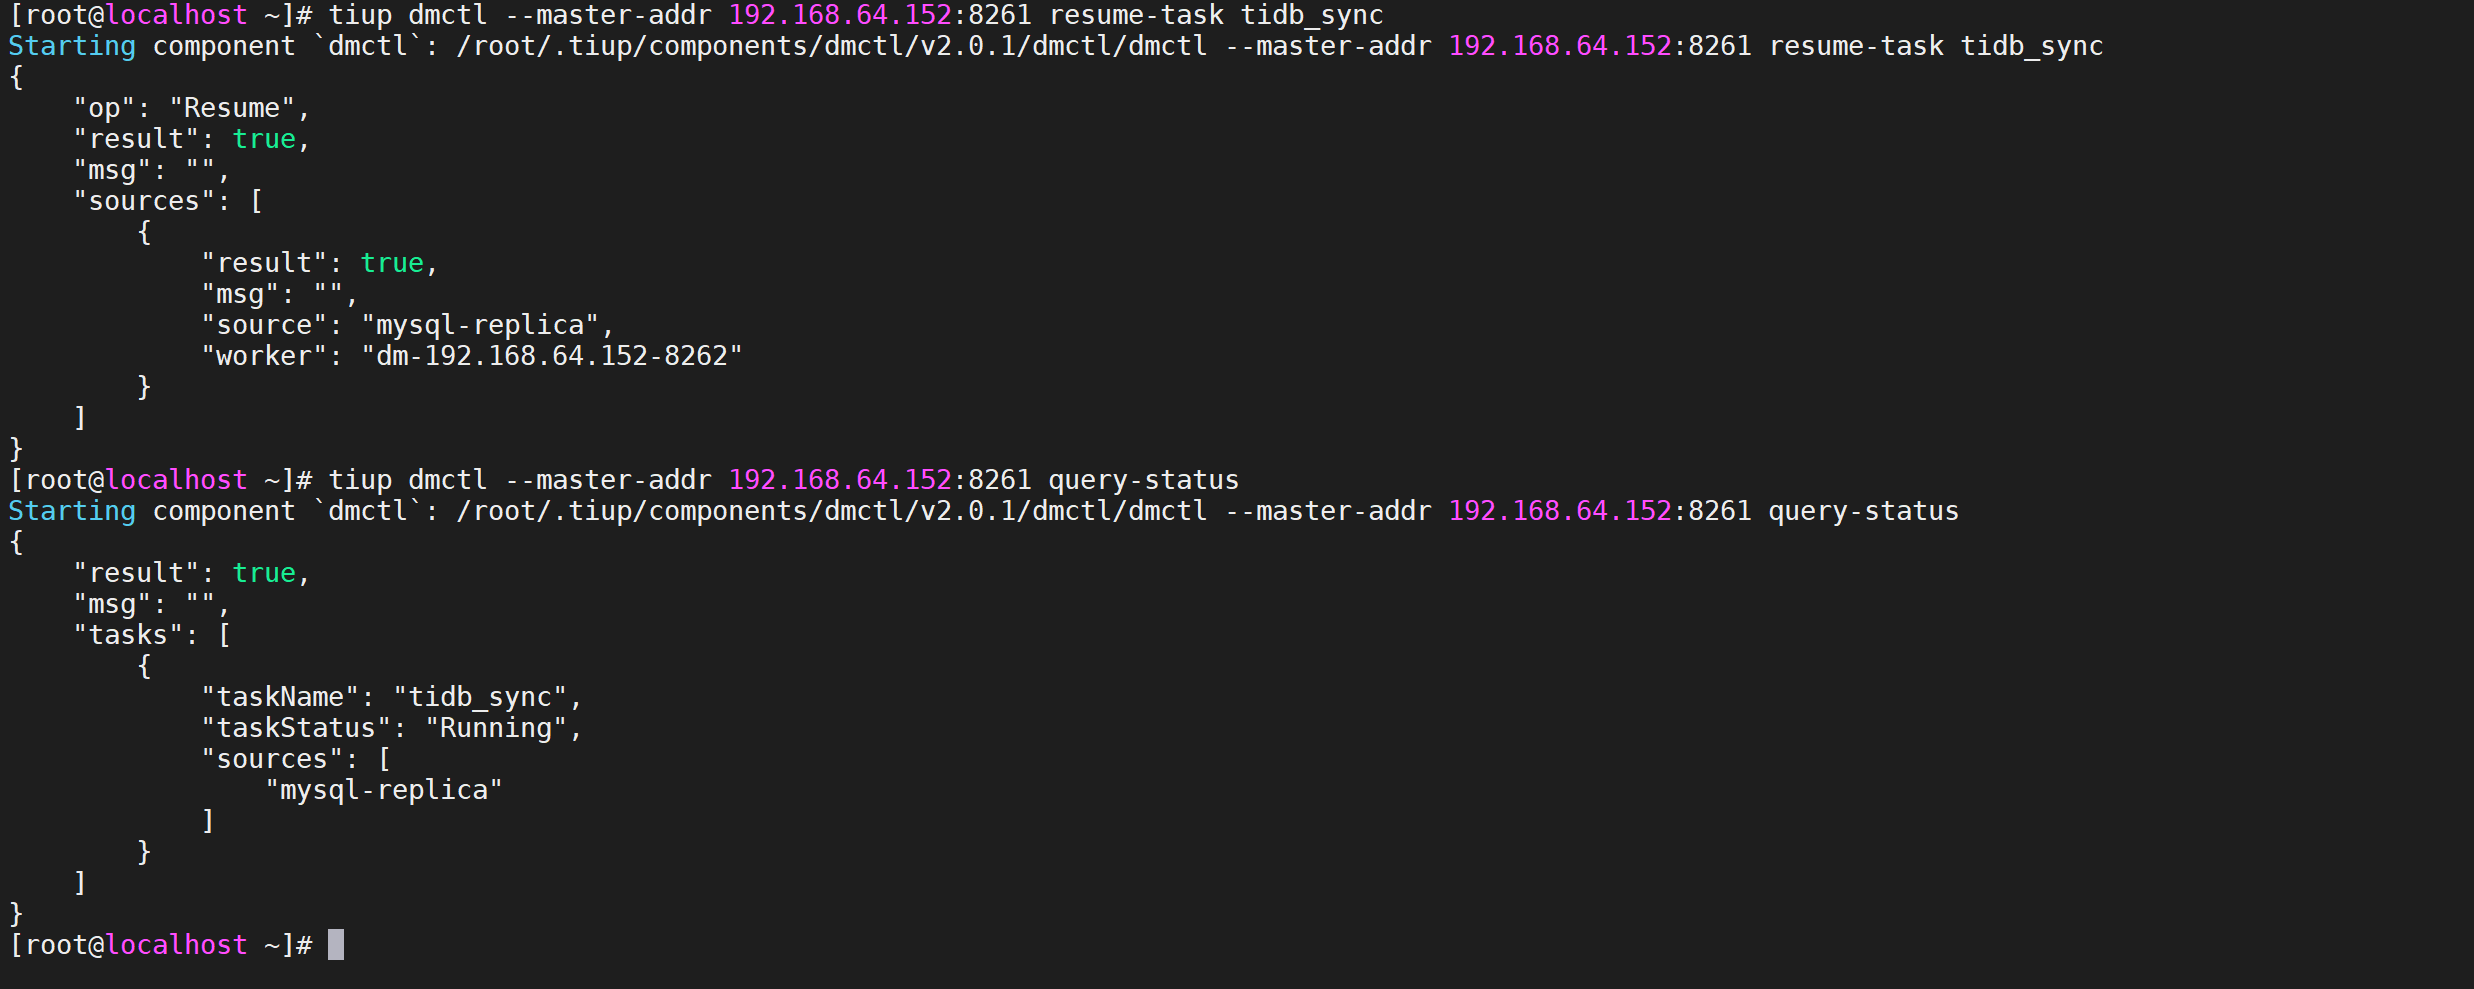 [root@localhost ~]# tiup dmctl --master-addr 192.168.64.152:8261 resume-task tidb_sync
Starting component `dmctl`: /root/.tiup/components/dmctl/v2.0.1/dmctl/dmctl --master-addr 192.168.64.152:8261 resume-task tidb_sync
{
    "op": "Resume",
    "result": true,
    "msg": "",
    "sources": [
        {
            "result": true,
            "msg": "",
            "source": "mysql-replica",
            "worker": "dm-192.168.64.152-8262"
        }
    ]
}
[root@localhost ~]# tiup dmctl --master-addr 192.168.64.152:8261 query-status
Starting component `dmctl`: /root/.tiup/components/dmctl/v2.0.1/dmctl/dmctl --master-addr 192.168.64.152:8261 query-status
{
    "result": true,
    "msg": "",
    "tasks": [
        {
            "taskName": "tidb_sync",
            "taskStatus": "Running",
            "sources": [
                "mysql-replica"
            ]
        }
    ]
}
[root@localhost ~]#